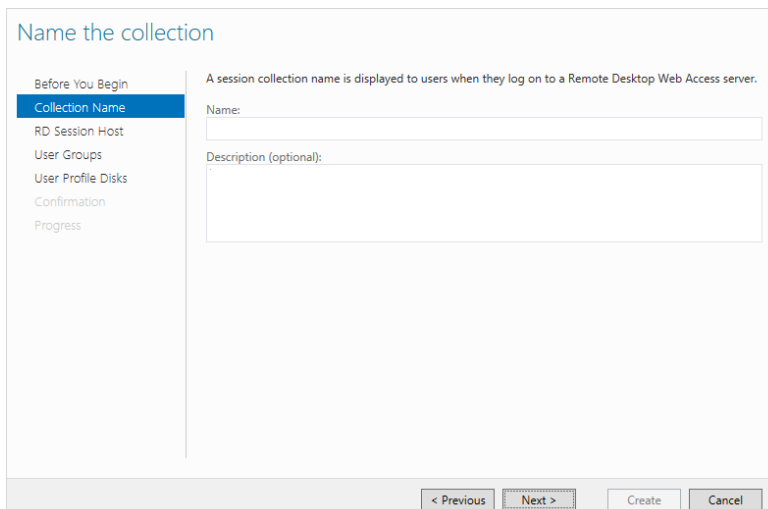 Name the collection
Before You Begin
Collection Name
RD Session Host
User Groups
User Profile Disks
Confirmation
Progress
A session collection name is displayed to users when they log on to a Remote Desktop Web Access server.
Name:
Description (optional):
< Previous
Next >
Create
Cancel